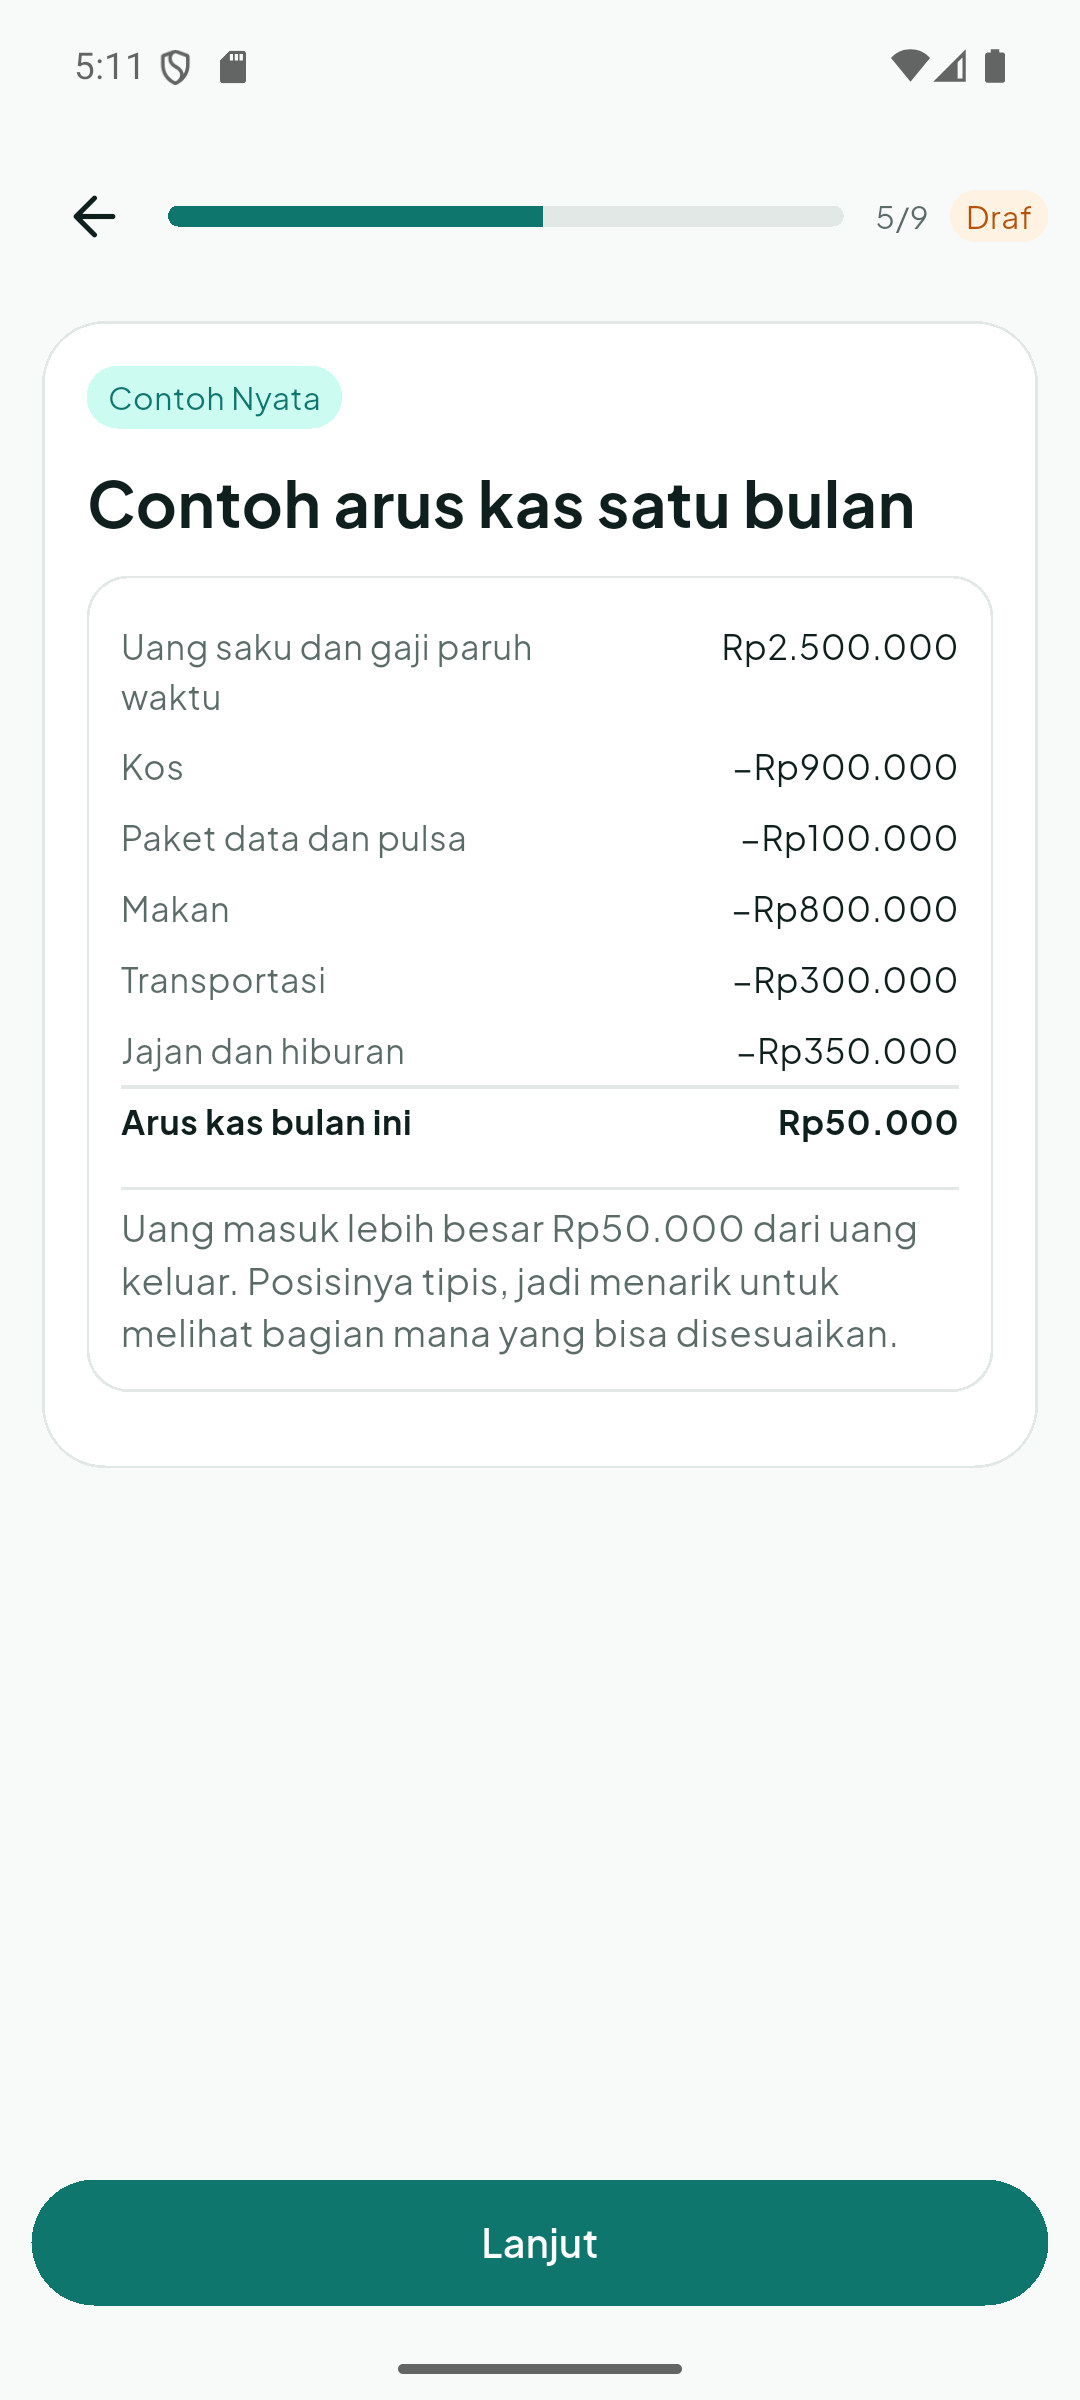 5:11
5/9
Draf
Contoh Nyata
Contoh arus kas satu bulan
Uang saku dan gaji paruh waktu Rp2.500.000
Kos –Rp900.000
Paket data dan pulsa –Rp100.000
Makan –Rp800.000
Transportasi –Rp300.000
Jajan dan hiburan –Rp350.000
Arus kas bulan ini Rp50.000
Uang masuk lebih besar Rp50.000 dari uang
keluar. Posisinya tipis, jadi menarik untuk
melihat bagian mana yang bisa disesuaikan.
Lanjut